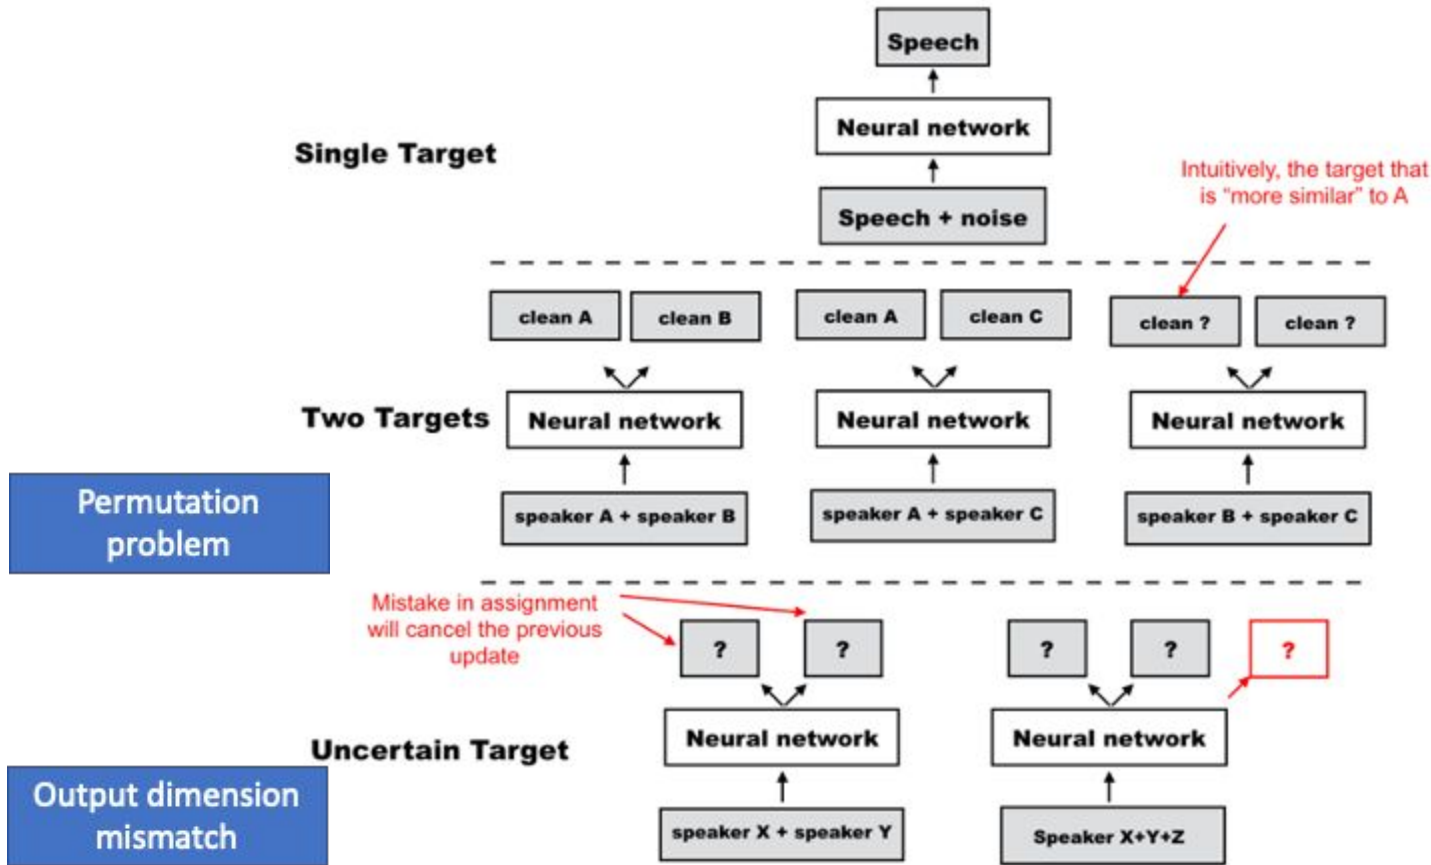 Speech
Neural network
Single Target
Speech + noise
Intuitively, the target that
is “more similar” to A
clean A
clean B
clean A
clean C
clean ?
clean ?
Two Targets
Neural network
Neural network
Neural network
Permutation
problem
speaker A + speaker B
speaker A + speaker C
speaker B + speaker C
Mistake in assignment
will cancel the previous
update
?
?
?
?
?
Uncertain Target
Neural network
Neural network
Output dimension
mismatch
speaker X + speaker Y
Speaker X+Y+Z